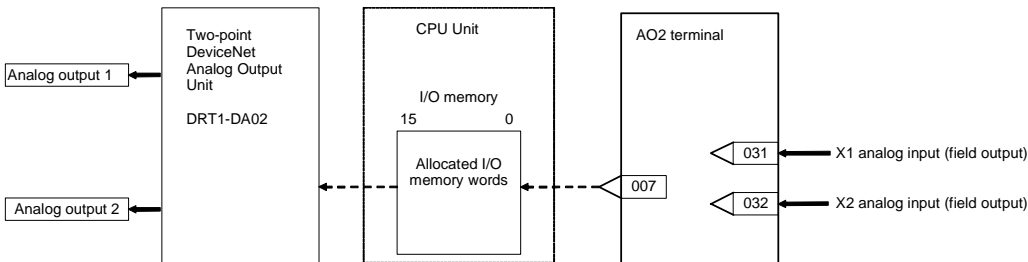 Analog output 1
Analog output 2
Two-point
DeviceNet
Analog Output
Unit
DRT1-DA02
CPU Unit
I/O memory
15 0
Allocated I/O
memory words
AO2 terminal
007
031
X1 analog input (field output)
032
X2 analog input (field output)